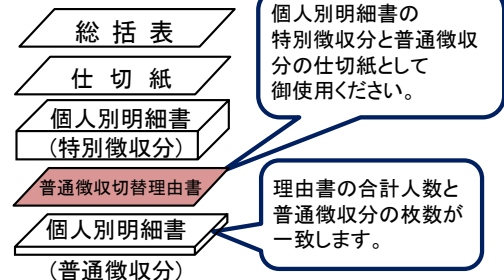 総 括 表
仕 切 紙
個人別明細書
(特別徴収分)
普通徴収切替理由書
個人別明細書
(普通徴収分)
個人別明細書の
特別徴収分と普通徴収
分の仕切紙として
御使用ください。
理由書の合計人数と
普通徴収分の枚数が
一致します。